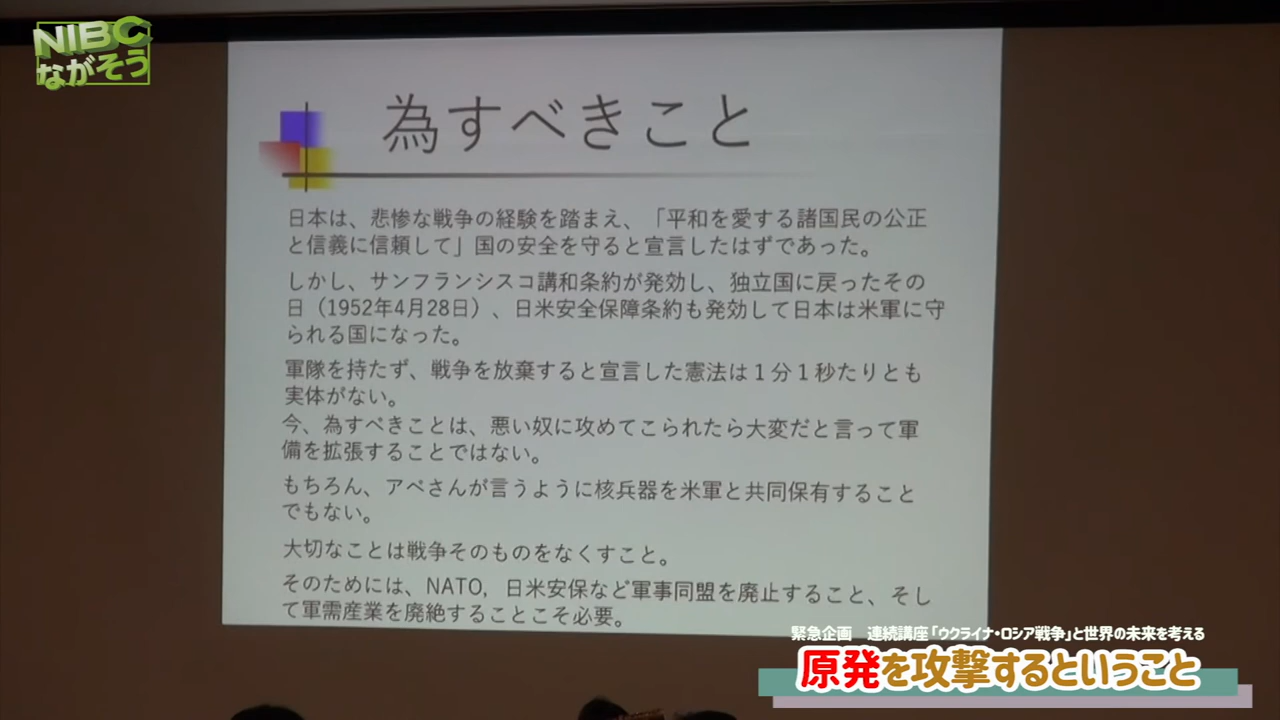 NIBC
ながそう
為すべきこと
日本は、悲惨な戦争の経験を踏まえ、「平和を愛する諸国民の公正
と信義に信頼して」国の安全を守ると宣言したはずであった。
しかし、サンフランシスコ講和条約が発効し、独立国に戻ったその
日（1952年4月28日）、日米安全保障条約も発効して日本は米軍に守
られる国になった。
軍隊を持たず、戦争を放棄すると宣言した憲法は１分１秒たりとも
実体がない。
今、為すべきことは、悪い奴に攻めてこられたら大変だと言って軍
備を拡張することではない。
もちろん、アベさんが言うように核兵器を米軍と共同保有すること
でもない。
大切なことは戦争そのものをなくすこと。
そのためには、NATO，日米安保など軍事同盟を廃止すること、そし
て軍需産業を廃絶することこそ必要。
緊急企画　連続講座「ウクライナ・ロシア戦争」と世界の未来を考える
原発を攻撃するということ